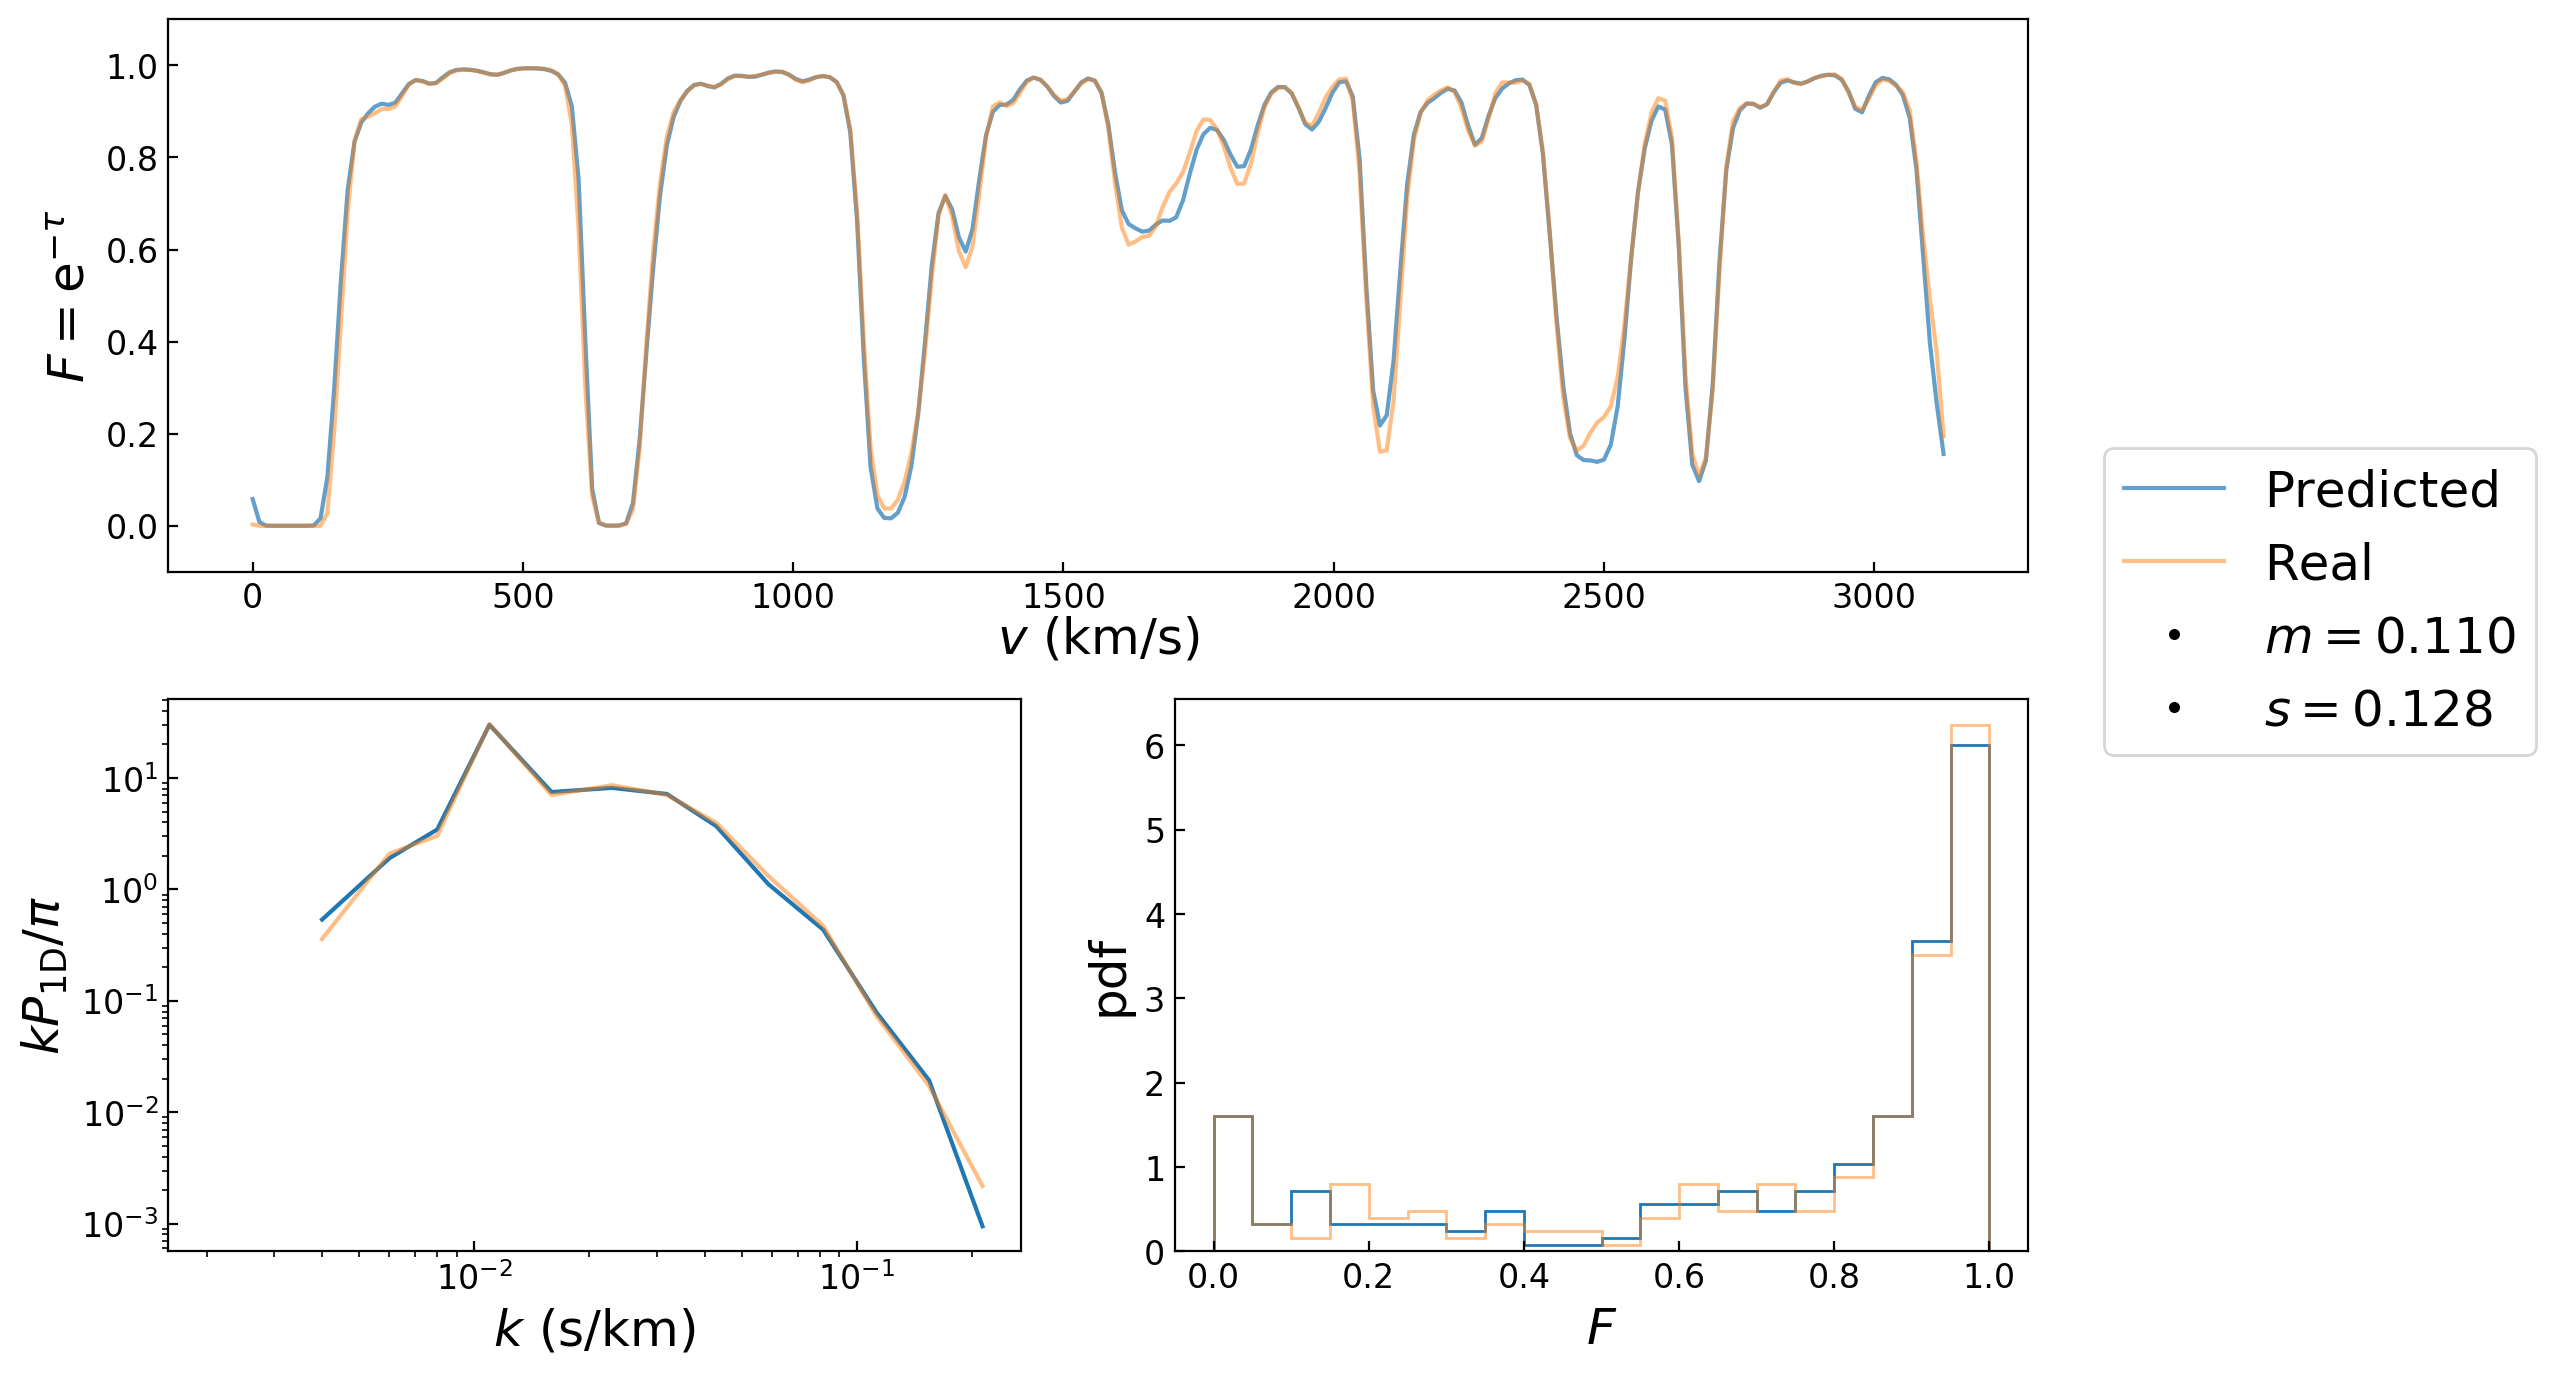 1.0
0.8
0.6
0.4
0.2
0.0
F = e^{−τ}
0 500 1000 1500 2000 2500 3000
v (km/s)
Predicted
Real
m = 0.110
s = 0.128
10^1
10^0
10^{−1}
10^{−2}
10^{−3}
kP_{1D}/π
10^{−2} 10^{−1}
k (s/km)
6
5
4
3
2
1
0
pdf
0.0 0.2 0.4 0.6 0.8 1.0
F